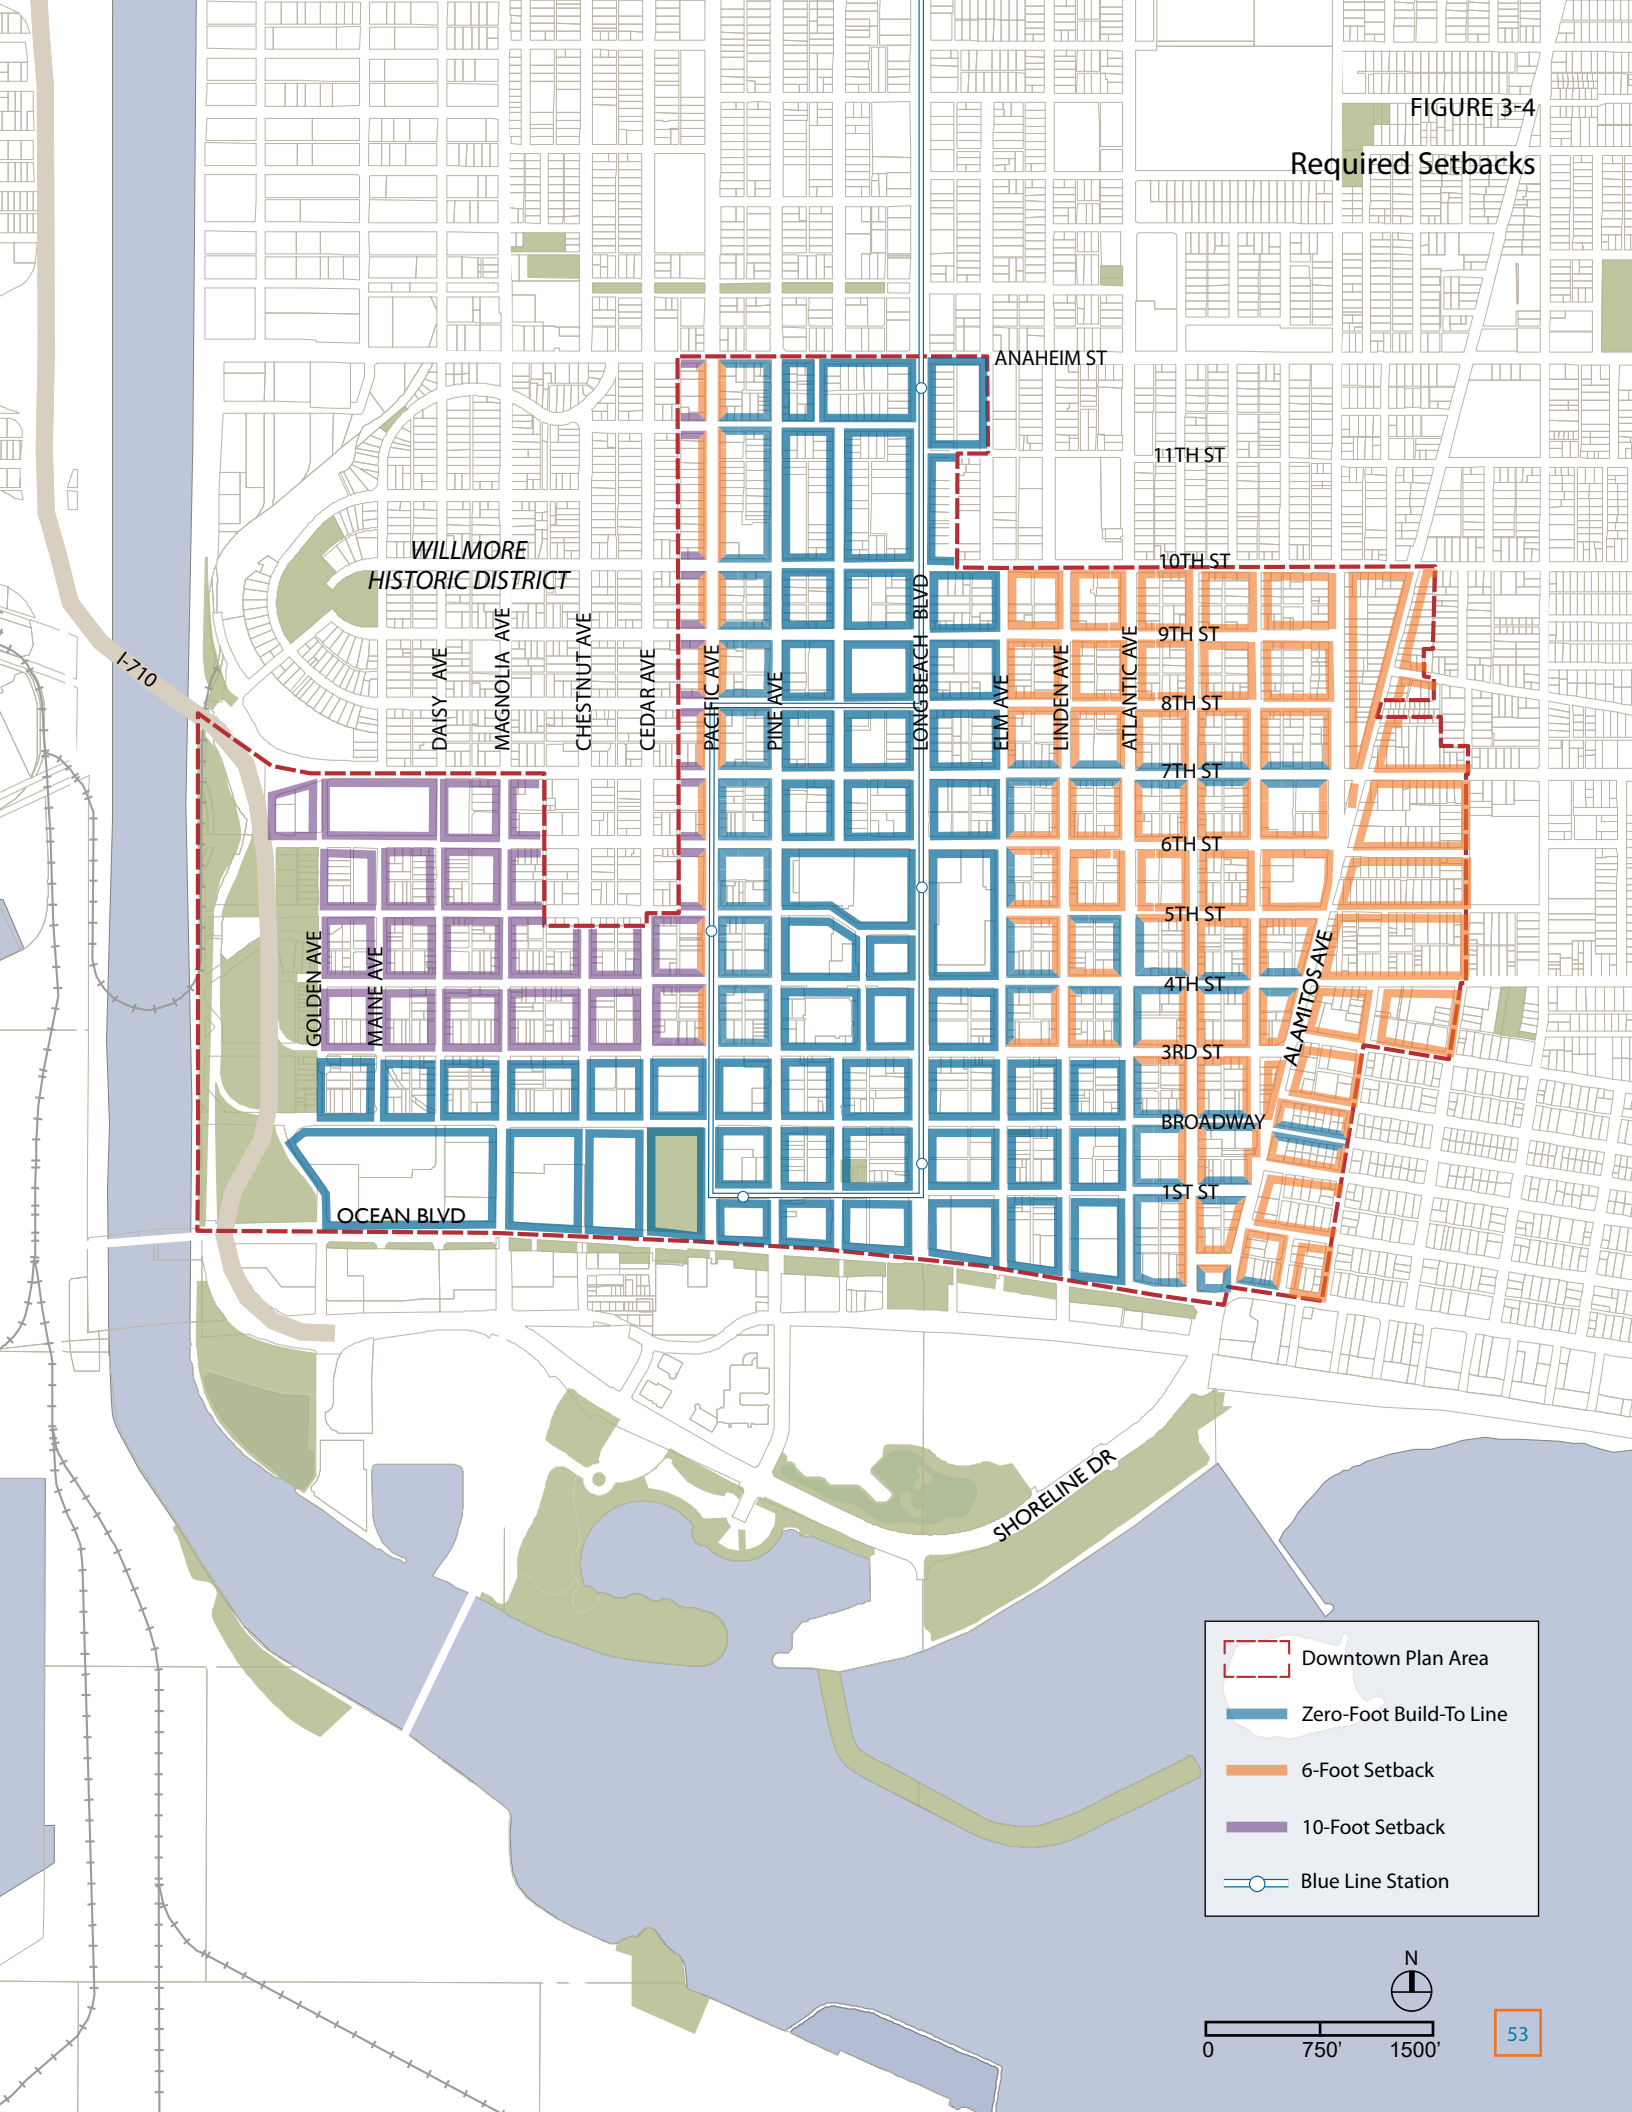 FIGURE 3-4
Required Setbacks
ANAHEIM ST
11TH ST
WILLMORE
HISTORIC DISTRICT
10TH ST
9TH ST
8TH ST
7TH ST
6TH ST
5TH ST
4TH ST
3RD ST
BROADWAY
1ST ST
I-710
DAISY AVE
MAGNOLIA AVE
CHESTNUT AVE
CEDAR AVE
PACIFIC AVE
PINE AVE
LONG BEACH BLVD
ELM AVE
LINDEN AVE
ATLANTIC AVE
GOLDEN AVE
MAINE AVE
ALAMITOS AVE
OCEAN BLVD
SHORELINE DR
Downtown Plan Area
Zero-Foot Build-To Line
6-Foot Setback
10-Foot Setback
Blue Line Station
N
0 750' 1500'
53